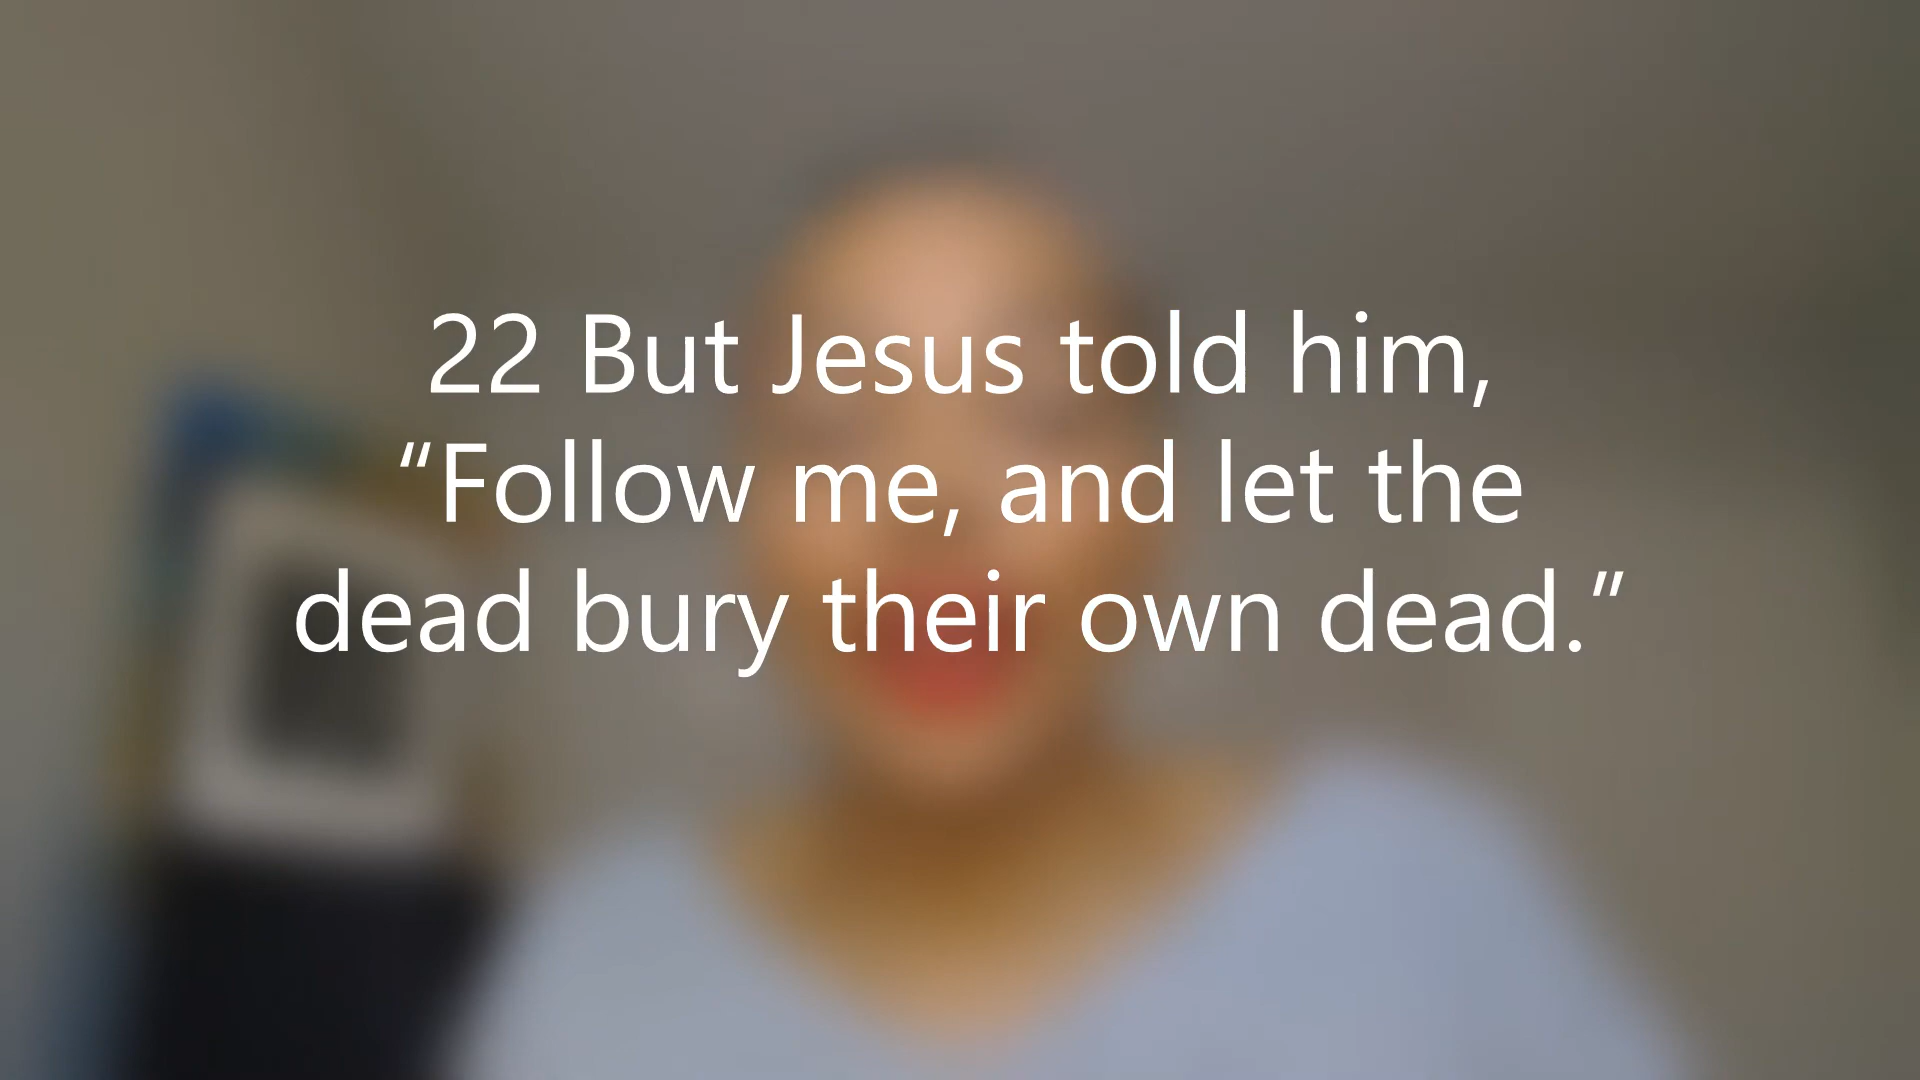 22 But Jesus told him,
“Follow me, and let the
dead bury their own dead.”